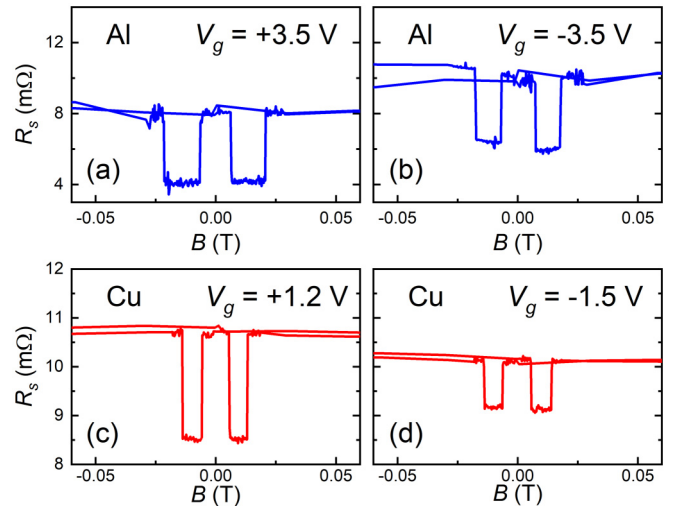 Al V_g = +3.5 V
Al V_g = -3.5 V
14
12
8
4
R_s (mΩ)
(a)
(b)
-0.05 0.00 0.05
-0.05 0.00 0.05
B (T)
B (T)
Cu V_g = +1.2 V
Cu V_g = -1.5 V
12
11
10
9
8
R_s (mΩ)
(c)
(d)
-0.05 0.00 0.05
-0.05 0.00 0.05
B (T)
B (T)